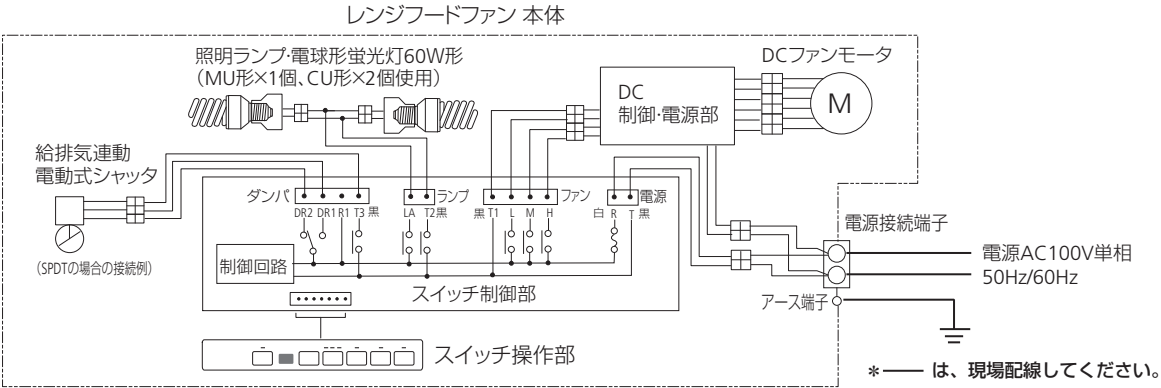 レンジフードファン 本体
照明ランプ・電球形蛍光灯60W形
（MU形×1個、CU形×2個使用）
DCファンモータ
DC
制御・電源部
M
給排気連動
電動式シャッタ
（SPDTの場合の接続例）
ダンパ
ランプ
ファン
電源
DR2 DR1 R1 T3 黒 LA T2 黒 黒 T1 L M H 白 R T 黒
制御回路
スイッチ制御部
スイッチ操作部
電源接続端子
電源AC100V単相
50Hz/60Hz
アース端子
＊── は、現場配線してください。